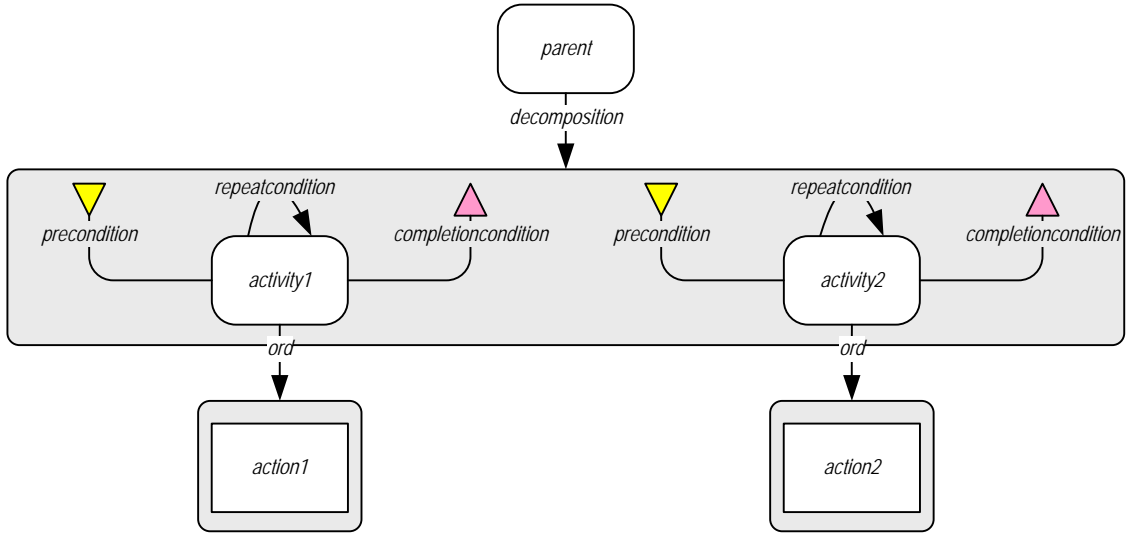 parent
decomposition
repeatcondition
repeatcondition
precondition
completioncondition
precondition
completioncondition
activity1
activity2
ord
ord
action1
action2